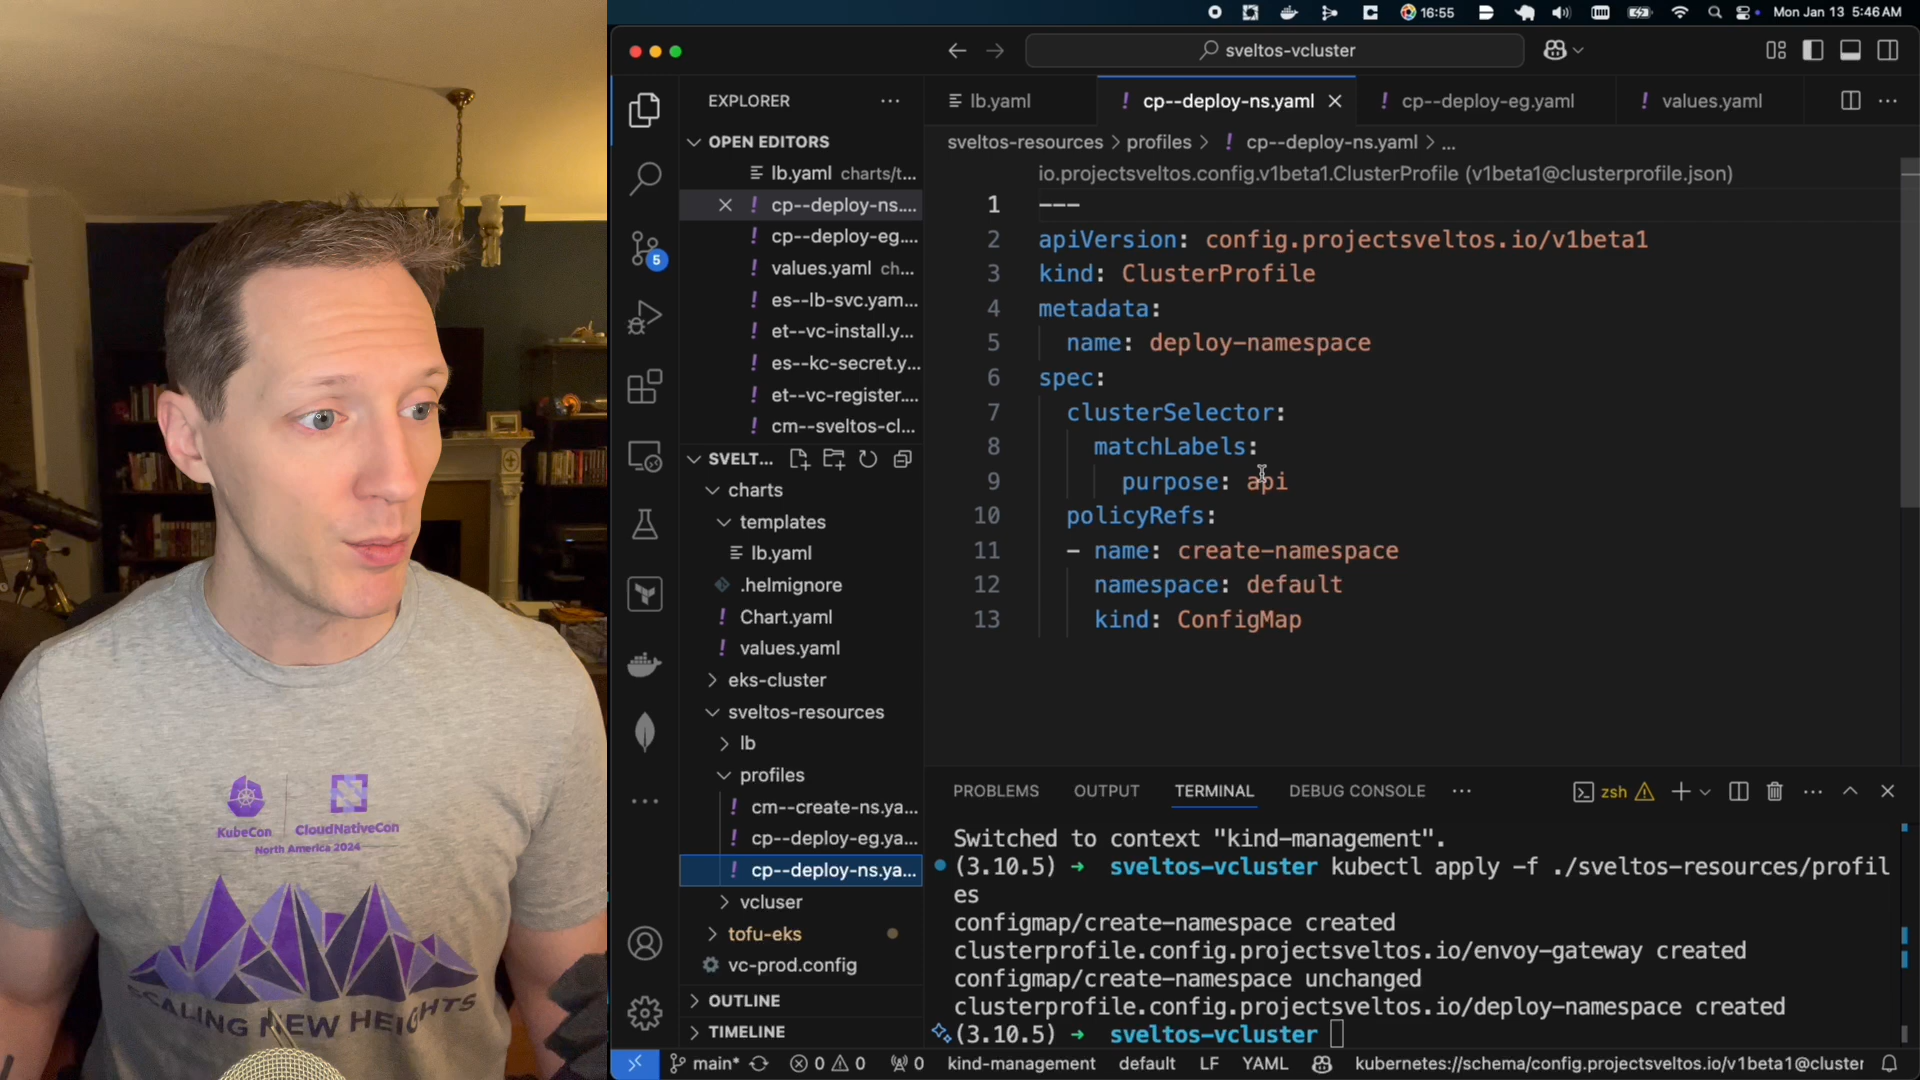 16:55
Mon Jan 13 5:46 AM
sveltos-vcluster
EXPLORER
OPEN EDITORS
lb.yaml charts/t...
cp--deploy-ns....
cp--deploy-eg....
values.yaml ch...
es--lb-svc.yam...
et--vc-install.y...
es--kc-secret.y...
et--vc-register....
cm--sveltos-cl...
SVELT...
charts
templates
lb.yaml
.helmignore
Chart.yaml
values.yaml
eks-cluster
sveltos-resources
lb
profiles
cm--create-ns.ya...
cp--deploy-eg.ya...
cp--deploy-ns.ya...
vcluser
tofu-eks
vc-prod.config
OUTLINE
TIMELINE
5
lb.yaml
cp--deploy-ns.yaml
cp--deploy-eg.yaml
values.yaml
sveltos-resources > profiles > ! cp--deploy-ns.yaml > ...
io.projectsveltos.config.v1beta1.ClusterProfile (v1beta1@clusterprofile.json)
1 ---
2 apiVersion: config.projectsveltos.io/v1beta1
3 kind: ClusterProfile
4 metadata:
5 name: deploy-namespace
6 spec:
7 clusterSelector:
8 matchLabels:
9 purpose: api
10 policyRefs:
11 - name: create-namespace
12 namespace: default
13 kind: ConfigMap
PROBLEMS OUTPUT TERMINAL DEBUG CONSOLE ... zsh
Switched to context "kind-management".
(3.10.5) → sveltos-vcluster kubectl apply -f ./sveltos-resources/profil
es
configmap/create-namespace created
clusterprofile.config.projectsveltos.io/envoy-gateway created
configmap/create-namespace unchanged
clusterprofile.config.projectsveltos.io/deploy-namespace created
(3.10.5) → sveltos-vcluster
main* 0 0 0 kind-management default LF YAML kubernetes://schema/config.projectsveltos.io/v1beta1@cluster
KubeCon CloudNativeCon
North America 2024
SCALING NEW HEIGHTS